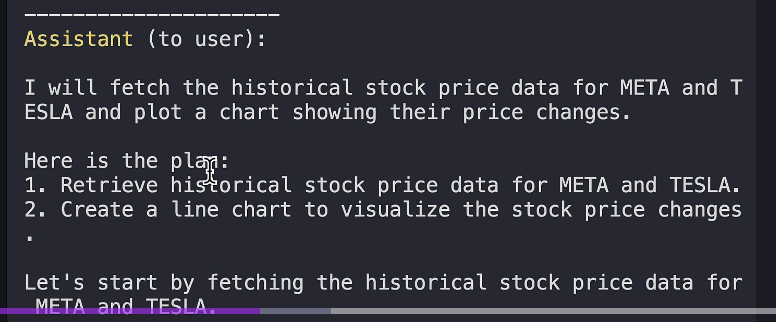 ---------------------
Assistant (to user):
I will fetch the historical stock price data for META and T
ESLA and plot a chart showing their price changes.
Here is the plan:
1. Retrieve historical stock price data for META and TESLA.
2. Create a line chart to visualize the stock price changes
.
Let's start by fetching the historical stock price data for
META and TESLA.